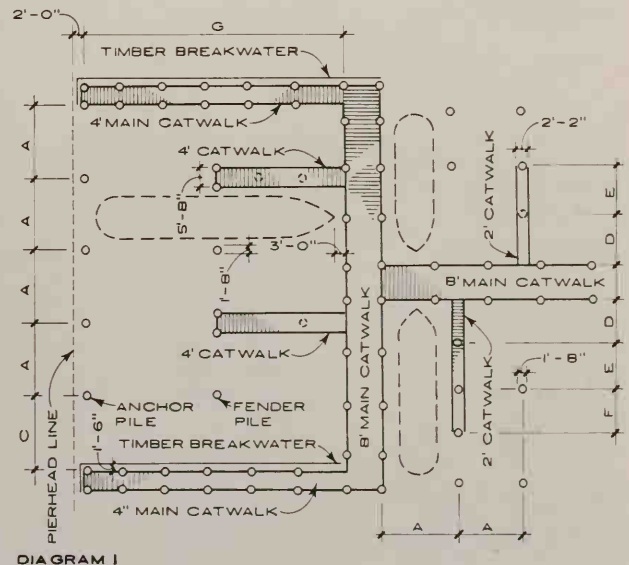 2'-0"
G
TIMBER BREAKWATER
4' MAIN CATWALK
4' CATWALK
2'-2"
A
A
A
A
C
5'-8"
1'-8"
3'-0"
2' CATWALK
E
D
8' MAIN CATWALK
8' MAIN CATWALK
4' CATWALK
D
E
F
1'-8"
2' CATWALK
ANCHOR
PILE
FENDER
PILE
PIERHEAD LINE
1'-6"
TIMBER BREAKWATER
4" MAIN CATWALK
A
A
DIAGRAM I